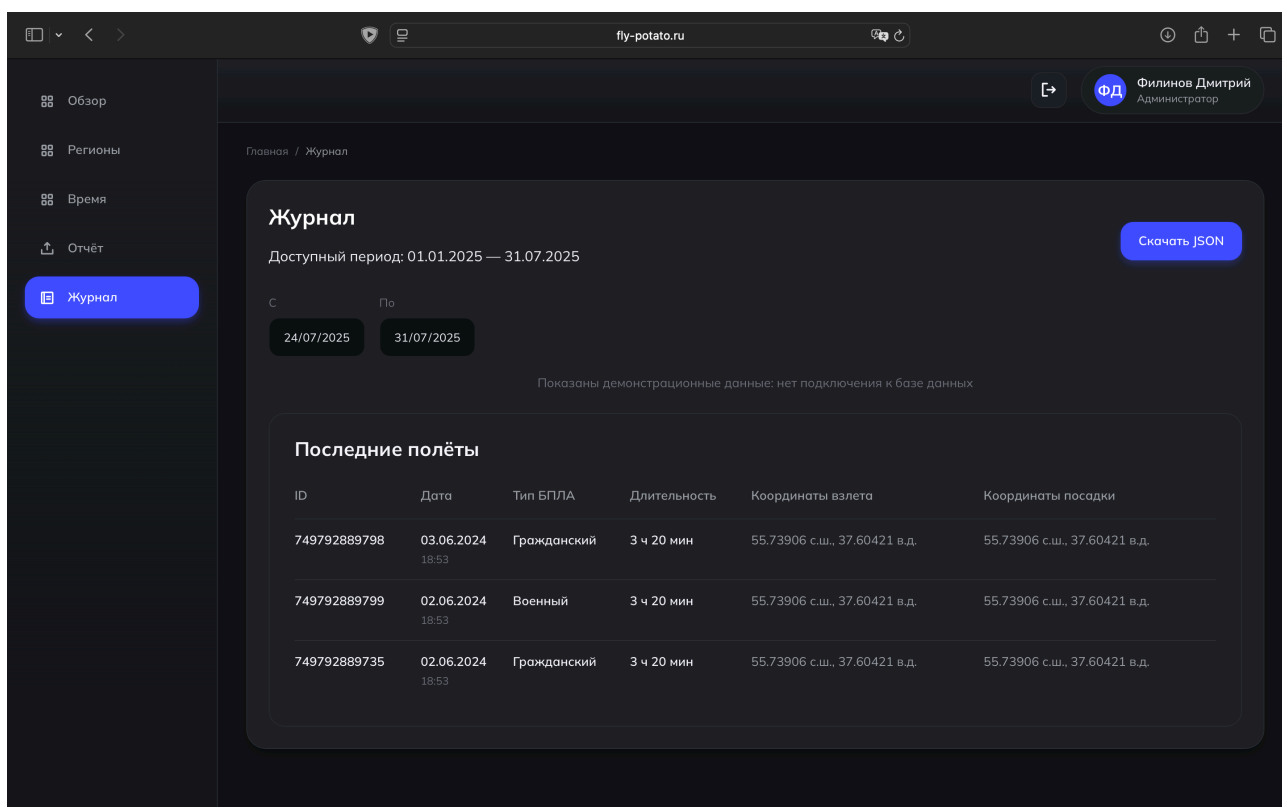 fly-potato.ru
Обзор
Регионы
Время
Отчёт
Журнал
ФД
Филинов Дмитрий
Администратор
Главная / Журнал
Журнал
Доступный период: 01.01.2025 — 31.07.2025
Скачать JSON
С По
24/07/2025 31/07/2025
Показаны демонстрационные данные: нет подключения к базе данных
Последние полёты
ID Дата Тип БПЛА Длительность Координаты взлета Координаты посадки
749792889798 03.06.2024 Гражданский 3 ч 20 мин 55.73906 с.ш., 37.60421 в.д. 55.73906 с.ш., 37.60421 в.д.
18:53
749792889799 02.06.2024 Военный 3 ч 20 мин 55.73906 с.ш., 37.60421 в.д. 55.73906 с.ш., 37.60421 в.д.
18:53
749792889735 02.06.2024 Гражданский 3 ч 20 мин 55.73906 с.ш., 37.60421 в.д. 55.73906 с.ш., 37.60421 в.д.
18:53